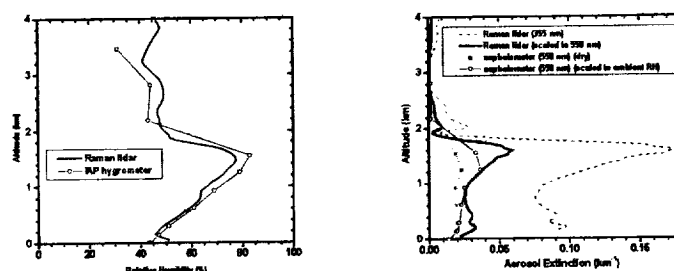 4
3
2
1
0
0 20 40 60 80 100
Altitude (km)
Relative Humidity (%)
Raman lidar
IAP hygrometer
4
3
2
1
0
0.00 0.05 0.10 0.15
Altitude (km)
Aerosol Extinction (km⁻¹)
Raman lidar (355 nm)
Raman lidar (scaled to 550 nm)
nephelometer (550 nm) (dry)
nephelometer (550 nm) (scaled to ambient RH)